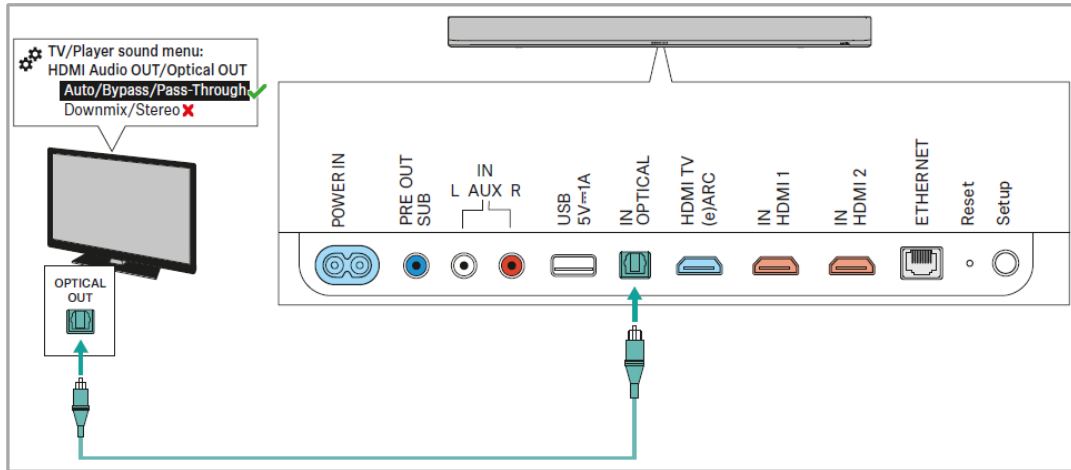 TV/Player sound menu:
HDMI Audio OUT/Optical OUT
Auto/Bypass/Pass-Through
Downmix/Stereo
OPTICAL
OUT
POWER IN
PRE OUT
SUB
IN
L AUX R
USB
5V⎓1A
IN
OPTICAL
HDMI TV
(e)ARC
IN
HDMI 1
IN
HDMI 2
ETHERNET
Reset
Setup